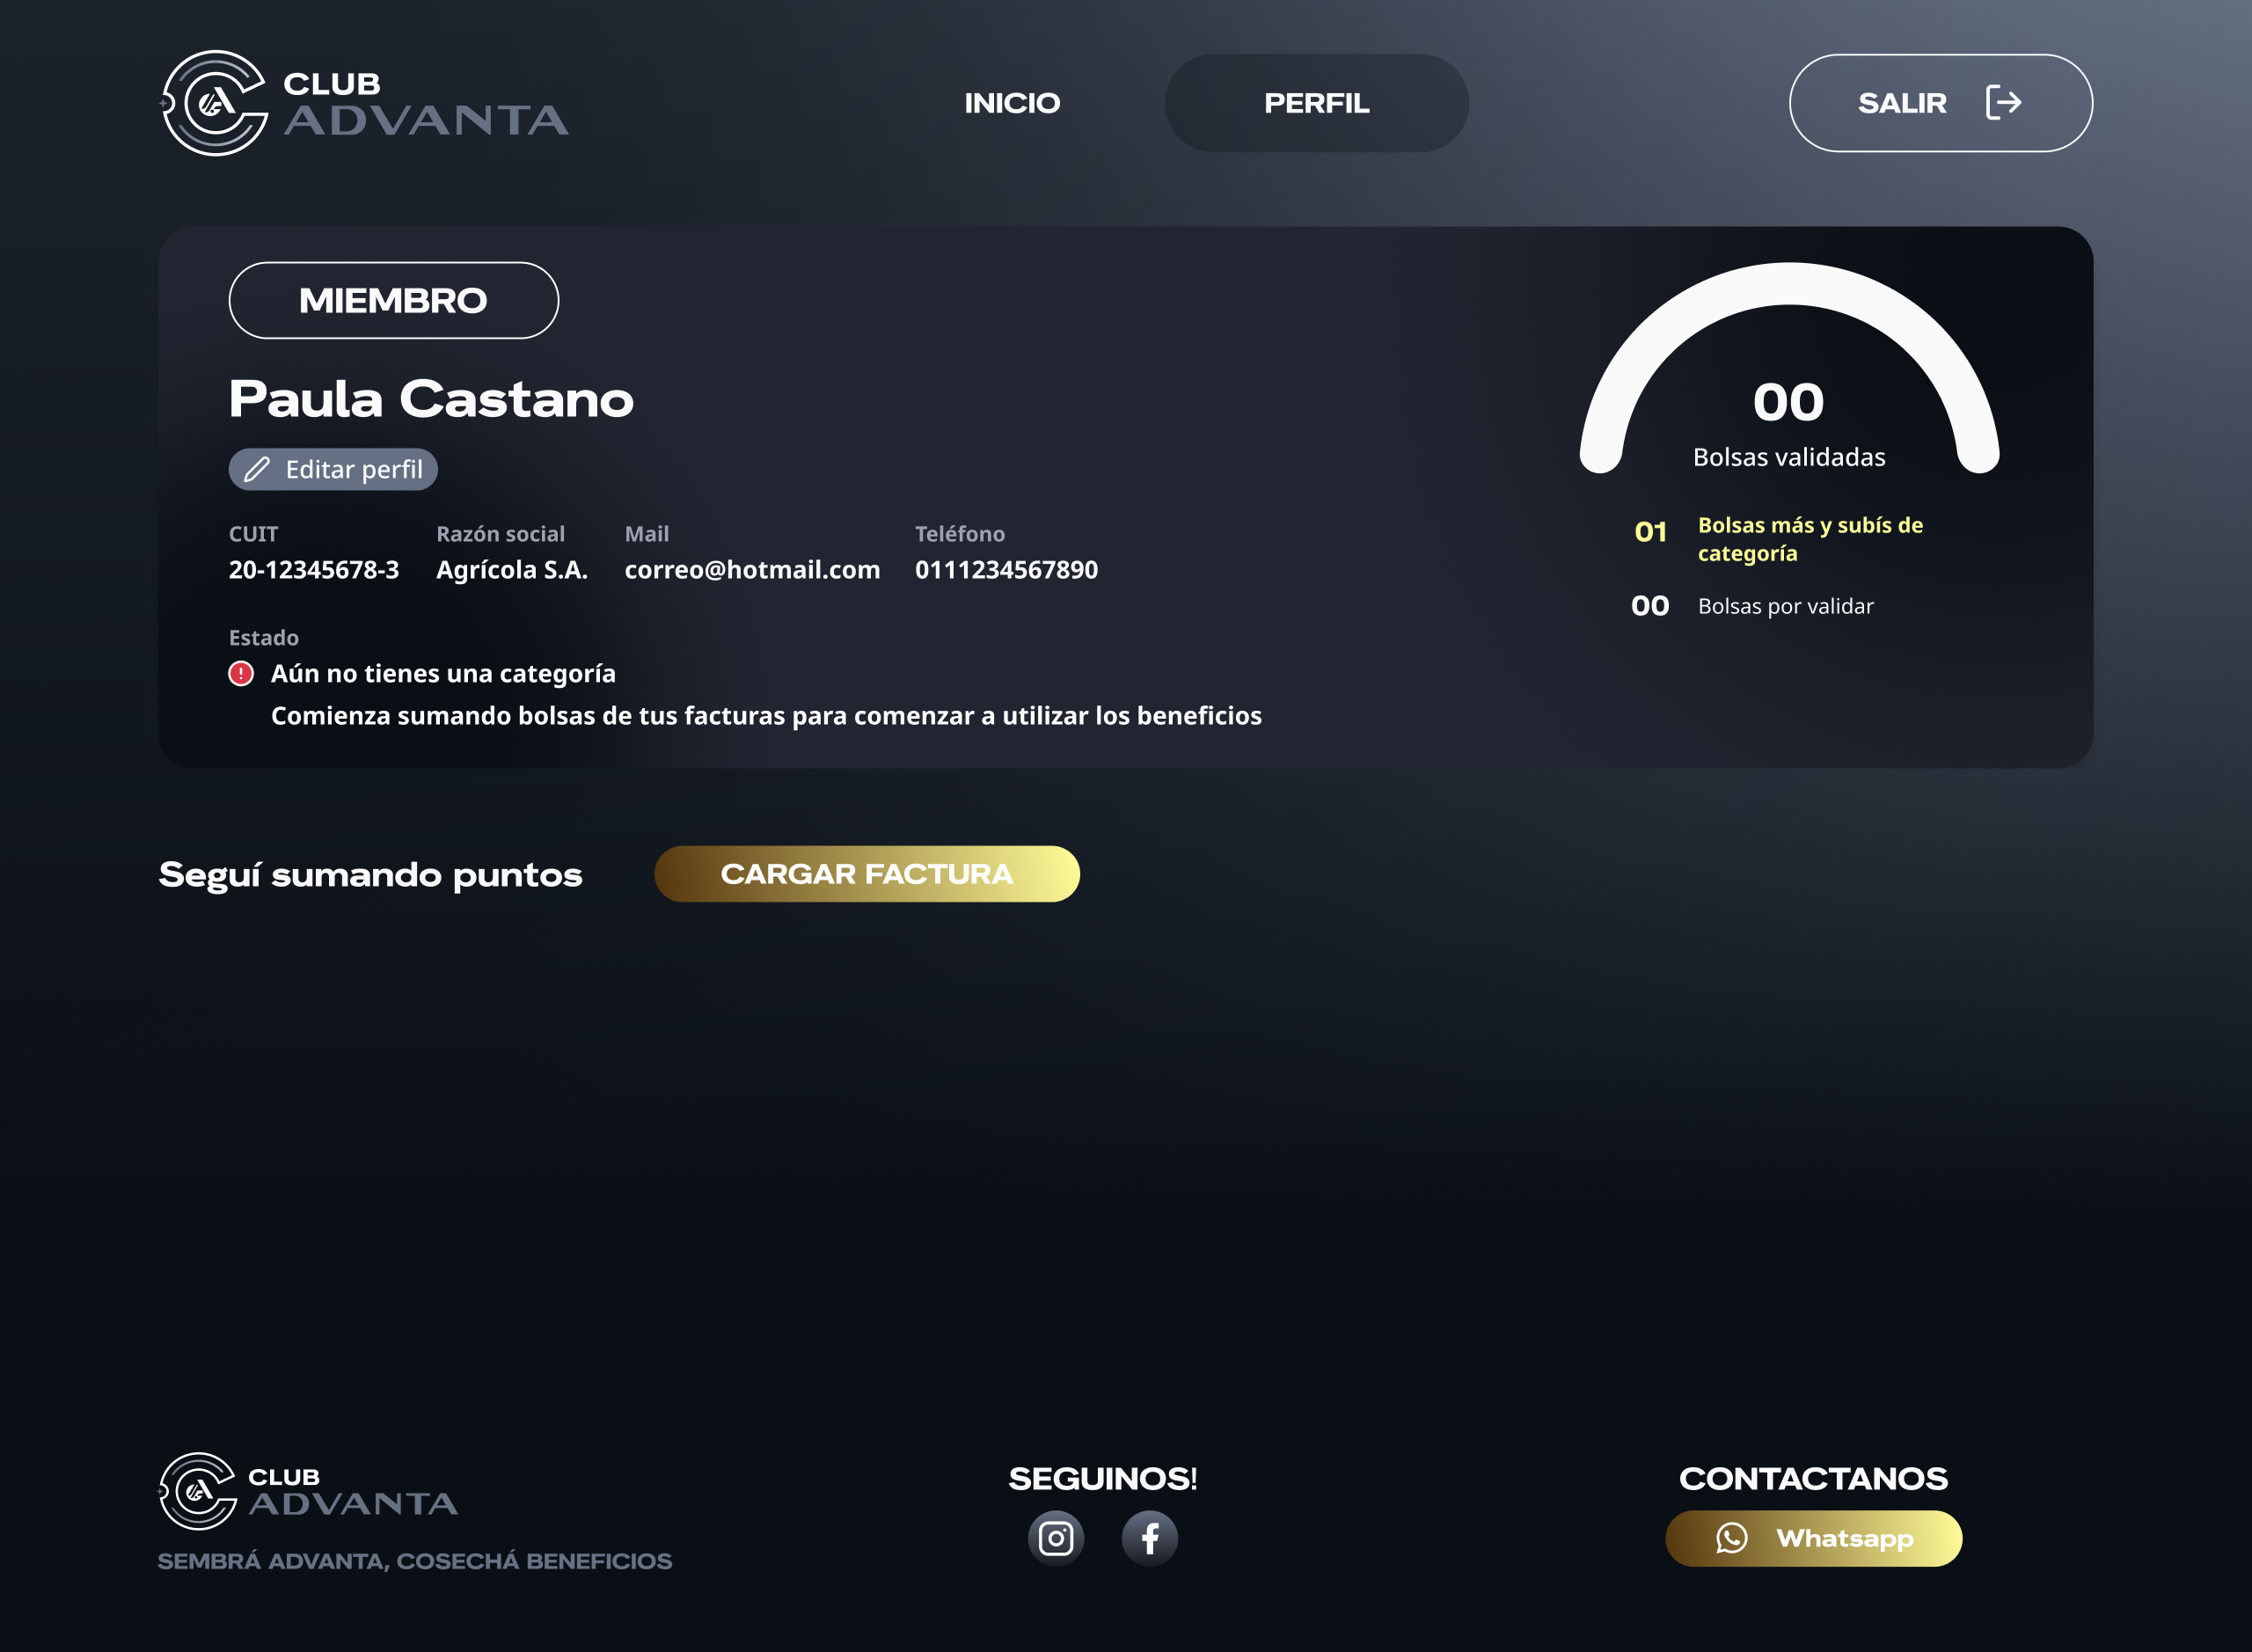 CLUB
ADVANTA
INICIO
PERFIL
SALIR
MIEMBRO
Paula Castano
Editar perfil
CUIT
20-12345678-3
Razón social
Agrícola S.A.
Mail
correo@hotmail.com
Teléfono
0111234567890
Estado
Aún no tienes una categoría
Comienza sumando bolsas de tus facturas para comenzar a utilizar los beneficios
00
Bolsas validadas
01
Bolsas más y subís de
categoría
00
Bolsas por validar
Seguí sumando puntos
CARGAR FACTURA
CLUB
ADVANTA
SEMBRÁ ADVANTA, COSECHÁ BENEFICIOS
SEGUINOS!
CONTACTANOS
Whatsapp